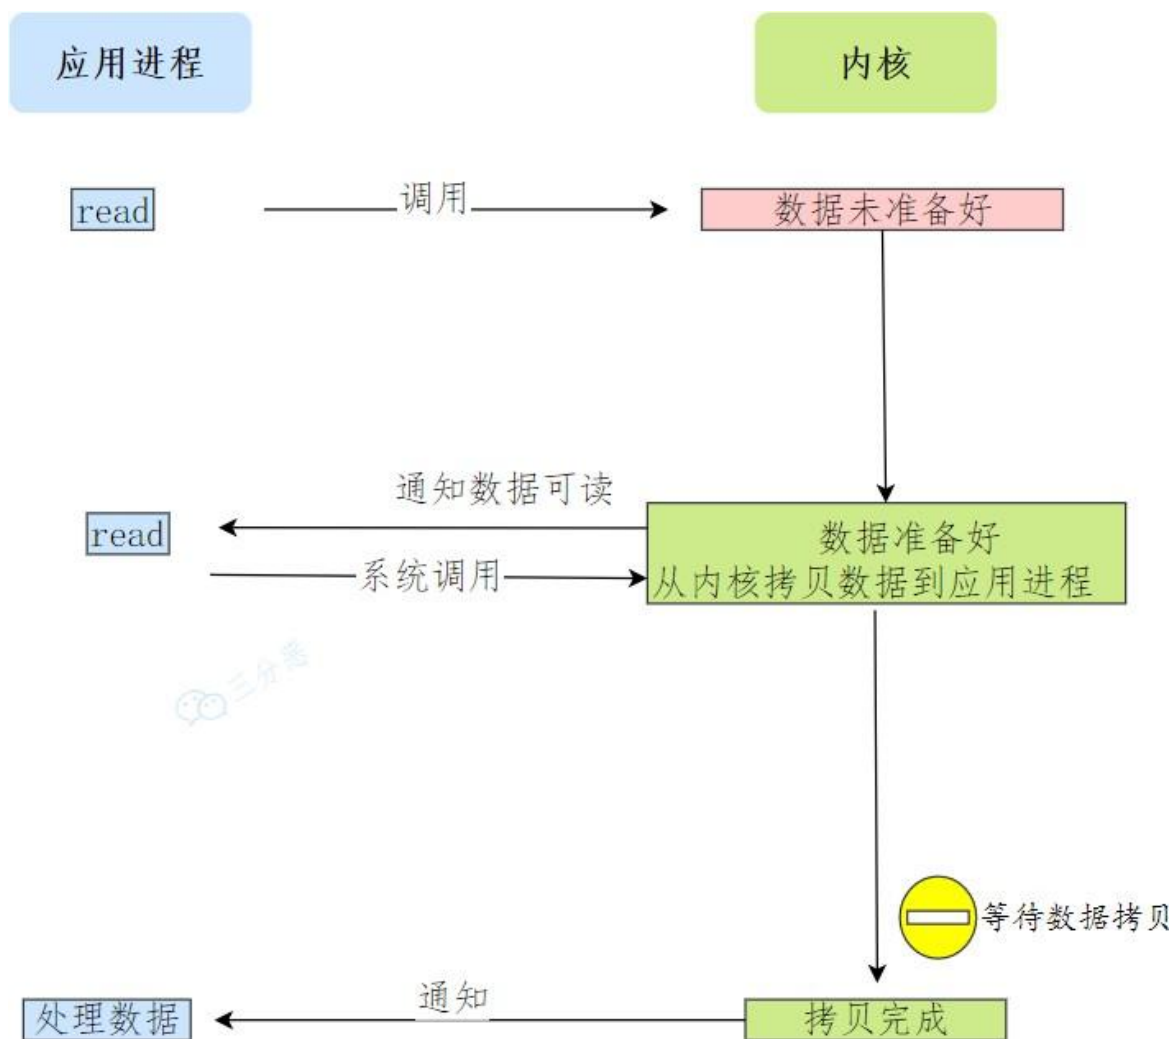 应用进程
内核
read
调用
数据未准备好
通知数据可读
read
数据准备好
系统调用
从内核拷贝数据到应用进程
三分恶
等待数据拷贝
处理数据
通知
拷贝完成